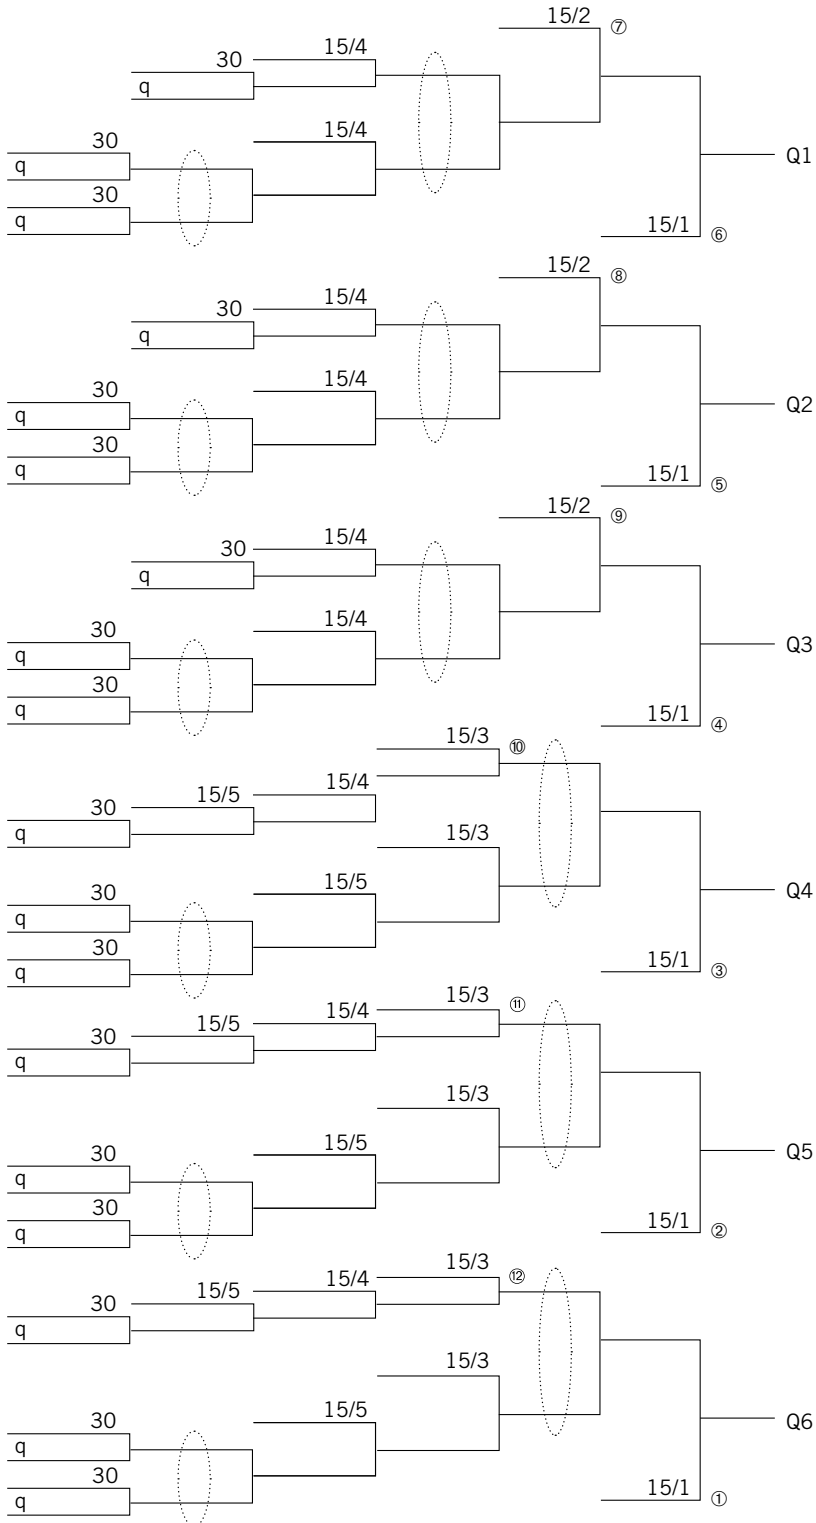 15/2 ⑦
15/4
30
q
30
q
15/4
30
q
Q1
15/1 ⑥
15/2 ⑧
15/4
30
q
30
q
15/4
30
q
Q2
15/1 ⑤
15/2 ⑨
15/4
30
q
30
q
15/4
30
q
Q3
15/1 ④
15/3 ⑩
15/4
15/5
30
q
15/3
30
q
15/5
30
q
Q4
15/1 ③
15/3 ⑪
15/4
15/5
30
q
15/3
30
q
15/5
30
q
Q5
15/1 ②
15/3 ⑫
15/4
15/5
30
q
15/3
30
q
15/5
30
q
Q6
15/1 ①